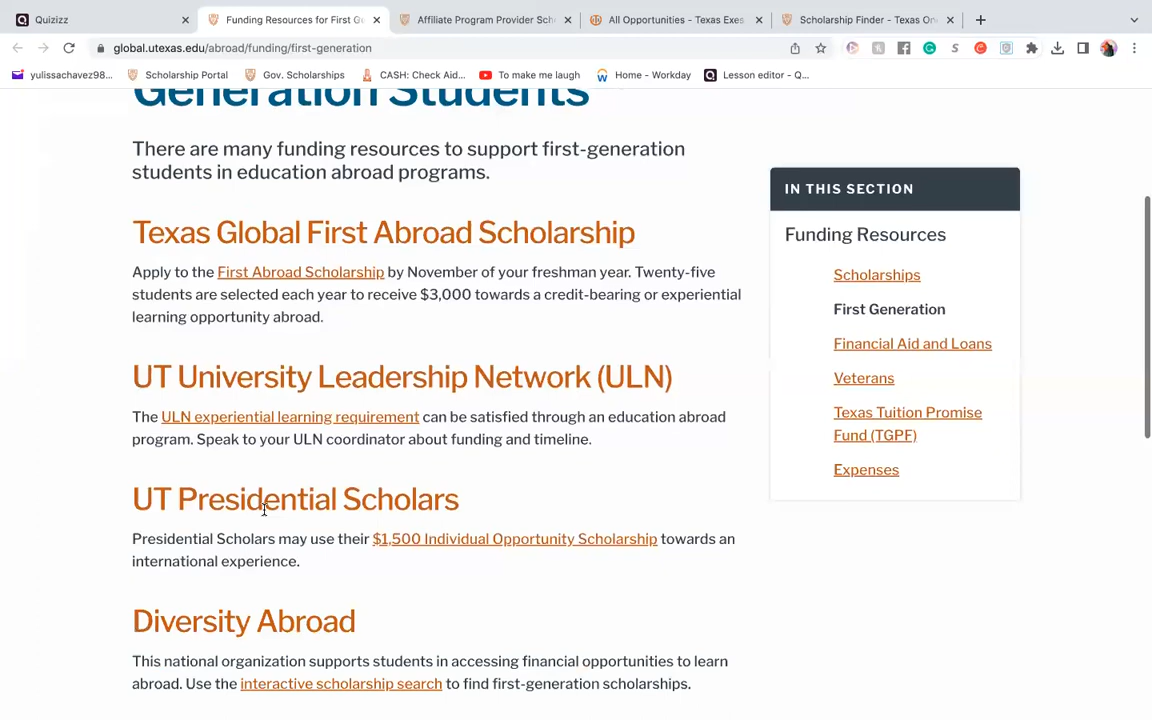 Quizizz
Funding Resources for First G
Affiliate Program Provider Sch
All Opportunities - Texas Exes
Scholarship Finder - Texas On
global.utexas.edu/abroad/funding/first-generation
yulissachavez98...
Scholarship Portal
Gov. Scholarships
CASH: Check Aid...
To make me laugh
Home - Workday
Lesson editor - Q...
Generation Students
There are many funding resources to support first-generation
students in education abroad programs.
Texas Global First Abroad Scholarship
Apply to the First Abroad Scholarship by November of your freshman year. Twenty-five
students are selected each year to receive $3,000 towards a credit-bearing or experiential
learning opportunity abroad.
UT University Leadership Network (ULN)
The ULN experiential learning requirement can be satisfied through an education abroad
program. Speak to your ULN coordinator about funding and timeline.
UT Presidential Scholars
Presidential Scholars may use their $1,500 Individual Opportunity Scholarship towards an
international experience.
Diversity Abroad
This national organization supports students in accessing financial opportunities to learn
abroad. Use the interactive scholarship search to find first-generation scholarships.
IN THIS SECTION
Funding Resources
Scholarships
First Generation
Financial Aid and Loans
Veterans
Texas Tuition Promise
Fund (TGPF)
Expenses